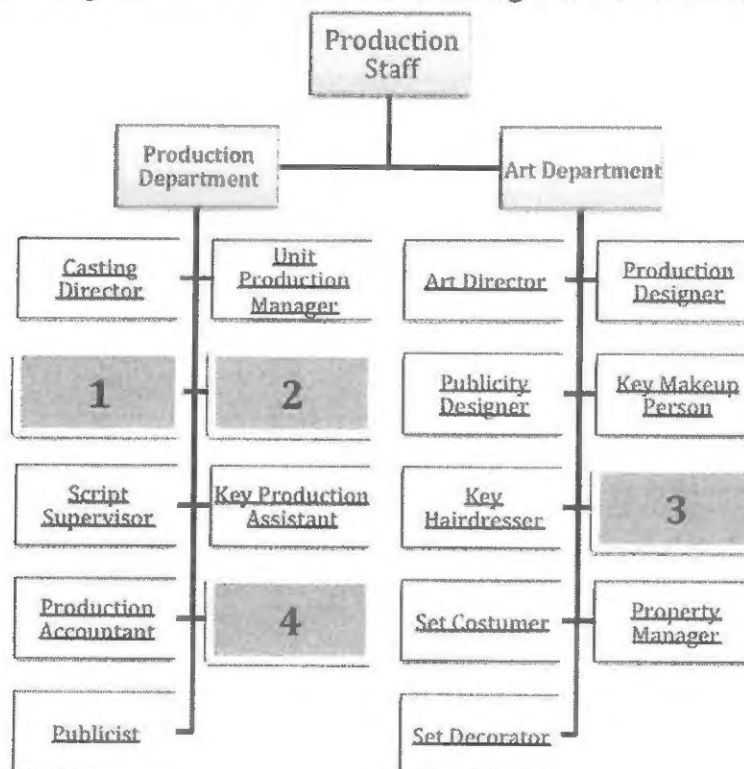 Production
Staff
Production
Department
Art Department
Casting
Director
Unit
Production
Manager
Art Director
Production
Designer
1
2
Publicity
Designer
Key Makeup
Person
Script
Supervisor
Key Production
Assistant
Key
Hairdresser
3
Production
Accountant
4
Set Costumer
Property
Manager
Publicist
Set Decorator